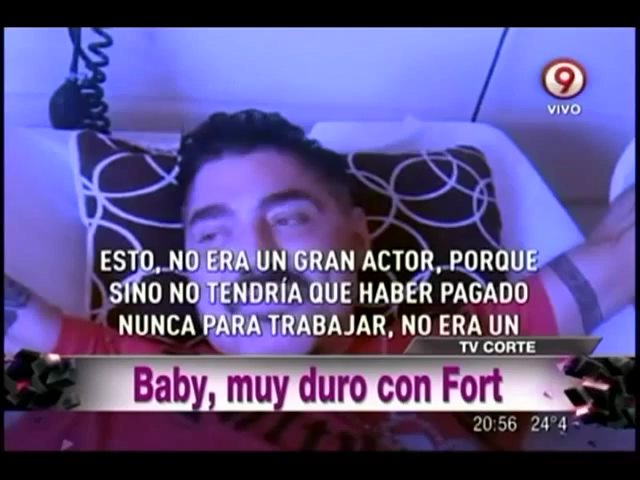 9
VIVO
ESTO, NO ERA UN GRAN ACTOR, PORQUE
SINO NO TENDRÍA QUE HABER PAGADO
NUNCA PARA TRABAJAR, NO ERA UN
TV CORTE
Baby, muy duro con Fort
20:56 24°4